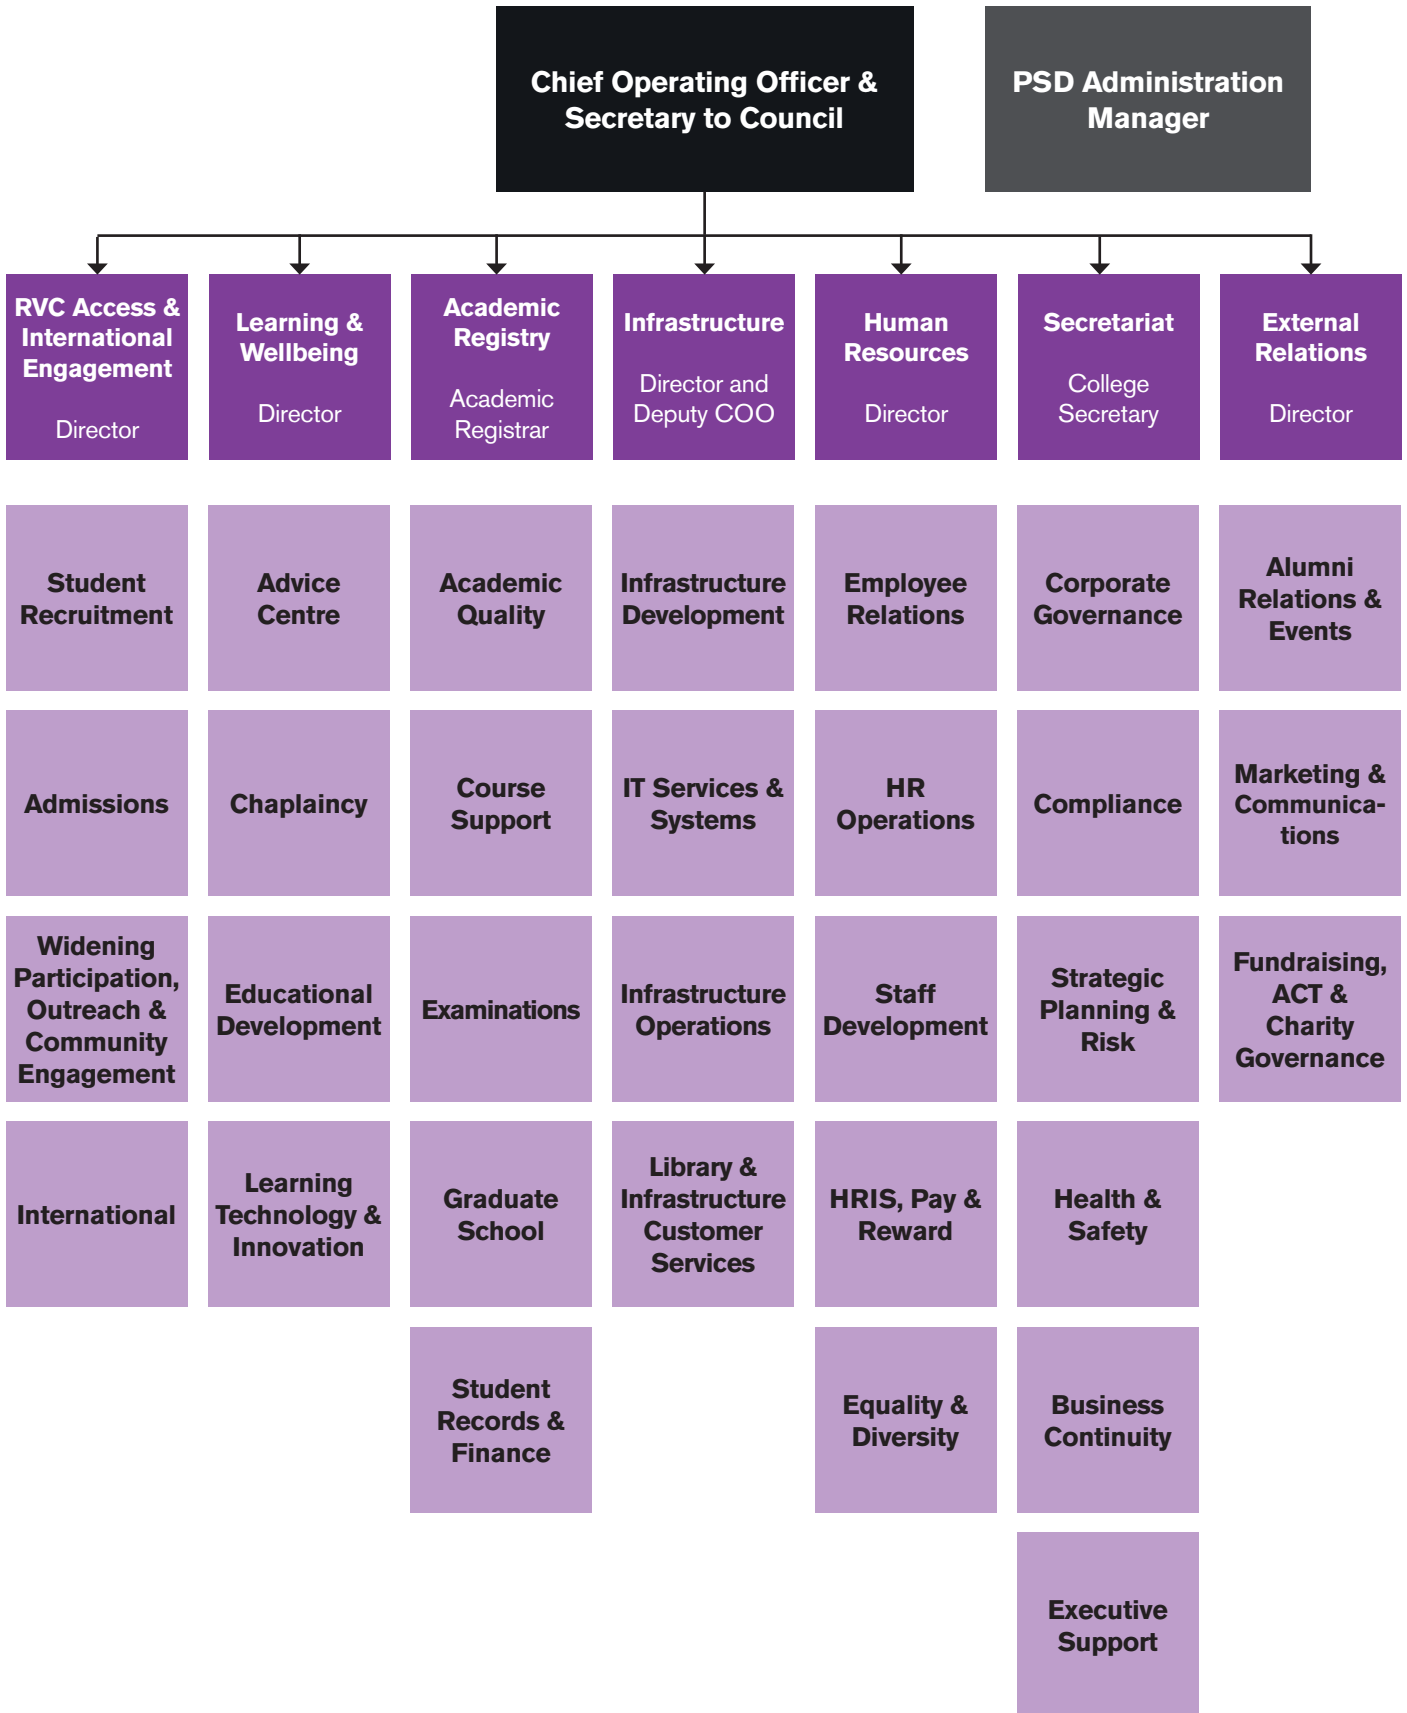 Chief Operating Officer &
Secretary to Council
PSD Administration
Manager
RVC Access &
International
Engagement
Director
Learning &
Wellbeing
Director
Academic
Registry
Academic
Registrar
Infrastructure
Director and
Deputy COO
Human
Resources
Director
Secretariat
College
Secretary
External
Relations
Director
Student
Recruitment
Advice
Centre
Academic
Quality
Infrastructure
Development
Employee
Relations
Corporate
Governance
Alumni
Relations &
Events
Admissions
Chaplaincy
Course
Support
IT Services &
Systems
HR
Operations
Compliance
Marketing &
Communica-
tions
Widening
Participation,
Outreach &
Community
Engagement
Educational
Development
Examinations
Infrastructure
Operations
Staff
Development
Strategic
Planning &
Risk
Fundraising,
ACT &
Charity
Governance
International
Learning
Technology &
Innovation
Graduate
School
Library &
Infrastructure
Customer
Services
HRIS, Pay &
Reward
Health &
Safety
Student
Records &
Finance
Equality &
Diversity
Business
Continuity
Executive
Support